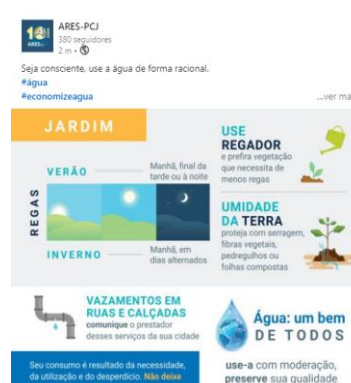 ARES-PCJ
380 seguidores
2 m •
Seja consciente, use a água de forma racional.
#água
#economizeagua
...ver ma
JARDIM
REGAS
VERÃO
Manhã, final da
tarde ou à noite
INVERNO
Manhã, em
dias alternados
USE
REGADOR
e prefira vegetação
que necessita de
menos regas
UMIDADE
DA TERRA
proteja com serragem,
fibras vegetais,
pedregulhos ou
folhas compostas
VAZAMENTOS EM
RUAS E CALÇADAS
comunique o prestador
desses serviços da sua cidade
Água: um bem
DE TODOS
Seu consumo é resultado da necessidade,
da utilização e do desperdício. Não deixe
use-a com moderação,
preserve sua qualidade